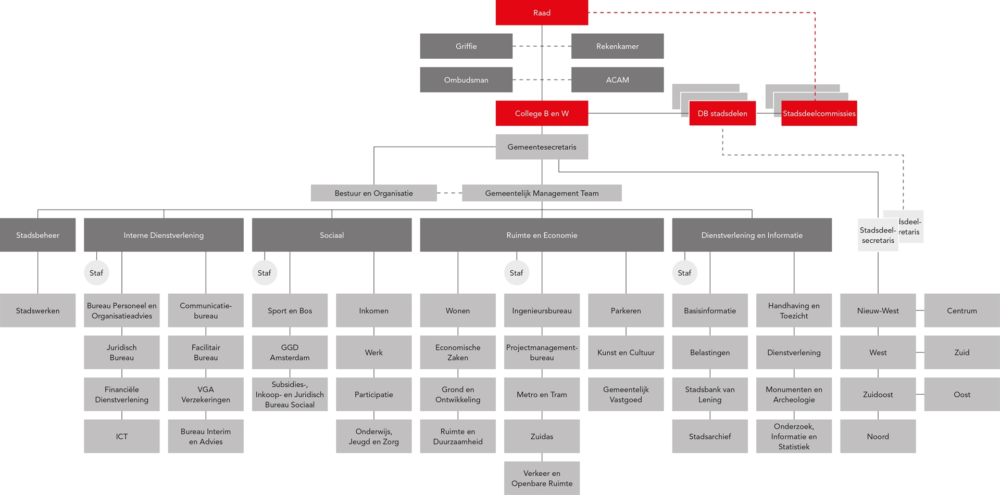 Raad
Griffie
Rekenkamer
Ombudsman
ACAM
College B en W
DB stadsdelen
Stadsdeelcommissies
Gemeentesecretaris
Bestuur en Organisatie
Gemeentelijk Management Team
Stadsbeheer
Interne Dienstverlening
Sociaal
Ruimte en Economie
Dienstverlening en Informatie
Stadsdeel-
secretaris
Staf
Staf
Staf
Staf
Stadswerken
Bureau Personeel en
Organisatieadvies
Communicatie-
bureau
Sport en Bos
Inkomen
Wonen
Ingenieursbureau
Parkeren
Basisinformatie
Handhaving en
Toezicht
Nieuw-West
Centrum
Juridisch
Bureau
Facilitair
Bureau
GGD
Amsterdam
Werk
Economische
Zaken
Projectmanagement-
bureau
Kunst en Cultuur
Belastingen
Dienstverlening
West
Zuid
Financiële
Dienstverlening
VGA
Verzekeringen
Subsidies-,
Inkoop- en Juridisch
Bureau Sociaal
Participatie
Grond en
Ontwikkeling
Metro en Tram
Gemeentelijk
Vastgoed
Stadsbank van
Lening
Monumenten en
Archeologie
Zuidoost
Oost
ICT
Bureau Interim
en Advies
Onderwijs,
Jeugd en Zorg
Ruimte en
Duurzaamheid
Zuidas
Stadsarchief
Onderzoek,
Informatie en
Statistiek
Noord
Verkeer en
Openbare Ruimte